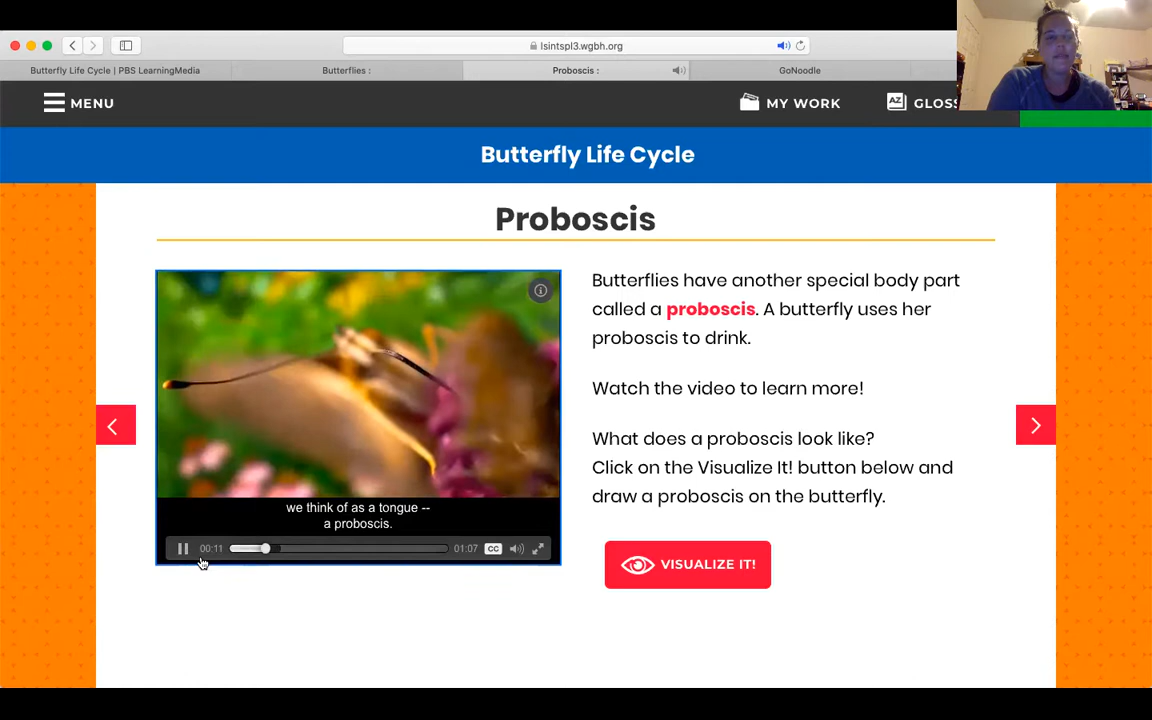 lsintspl3.wgbh.org
Butterfly Life Cycle | PBS LearningMedia
Butterflies :
Proboscis :
GoNoodle
MENU
MY WORK
AZ
GLOSS
Butterfly Life Cycle
Proboscis
Butterflies have another special body part
called a proboscis. A butterfly uses her
proboscis to drink.
Watch the video to learn more!
What does a proboscis look like?
Click on the Visualize It! button below and
draw a proboscis on the butterfly.
we think of as a tongue --
a proboscis.
00:11
01:07
CC
VISUALIZE IT!